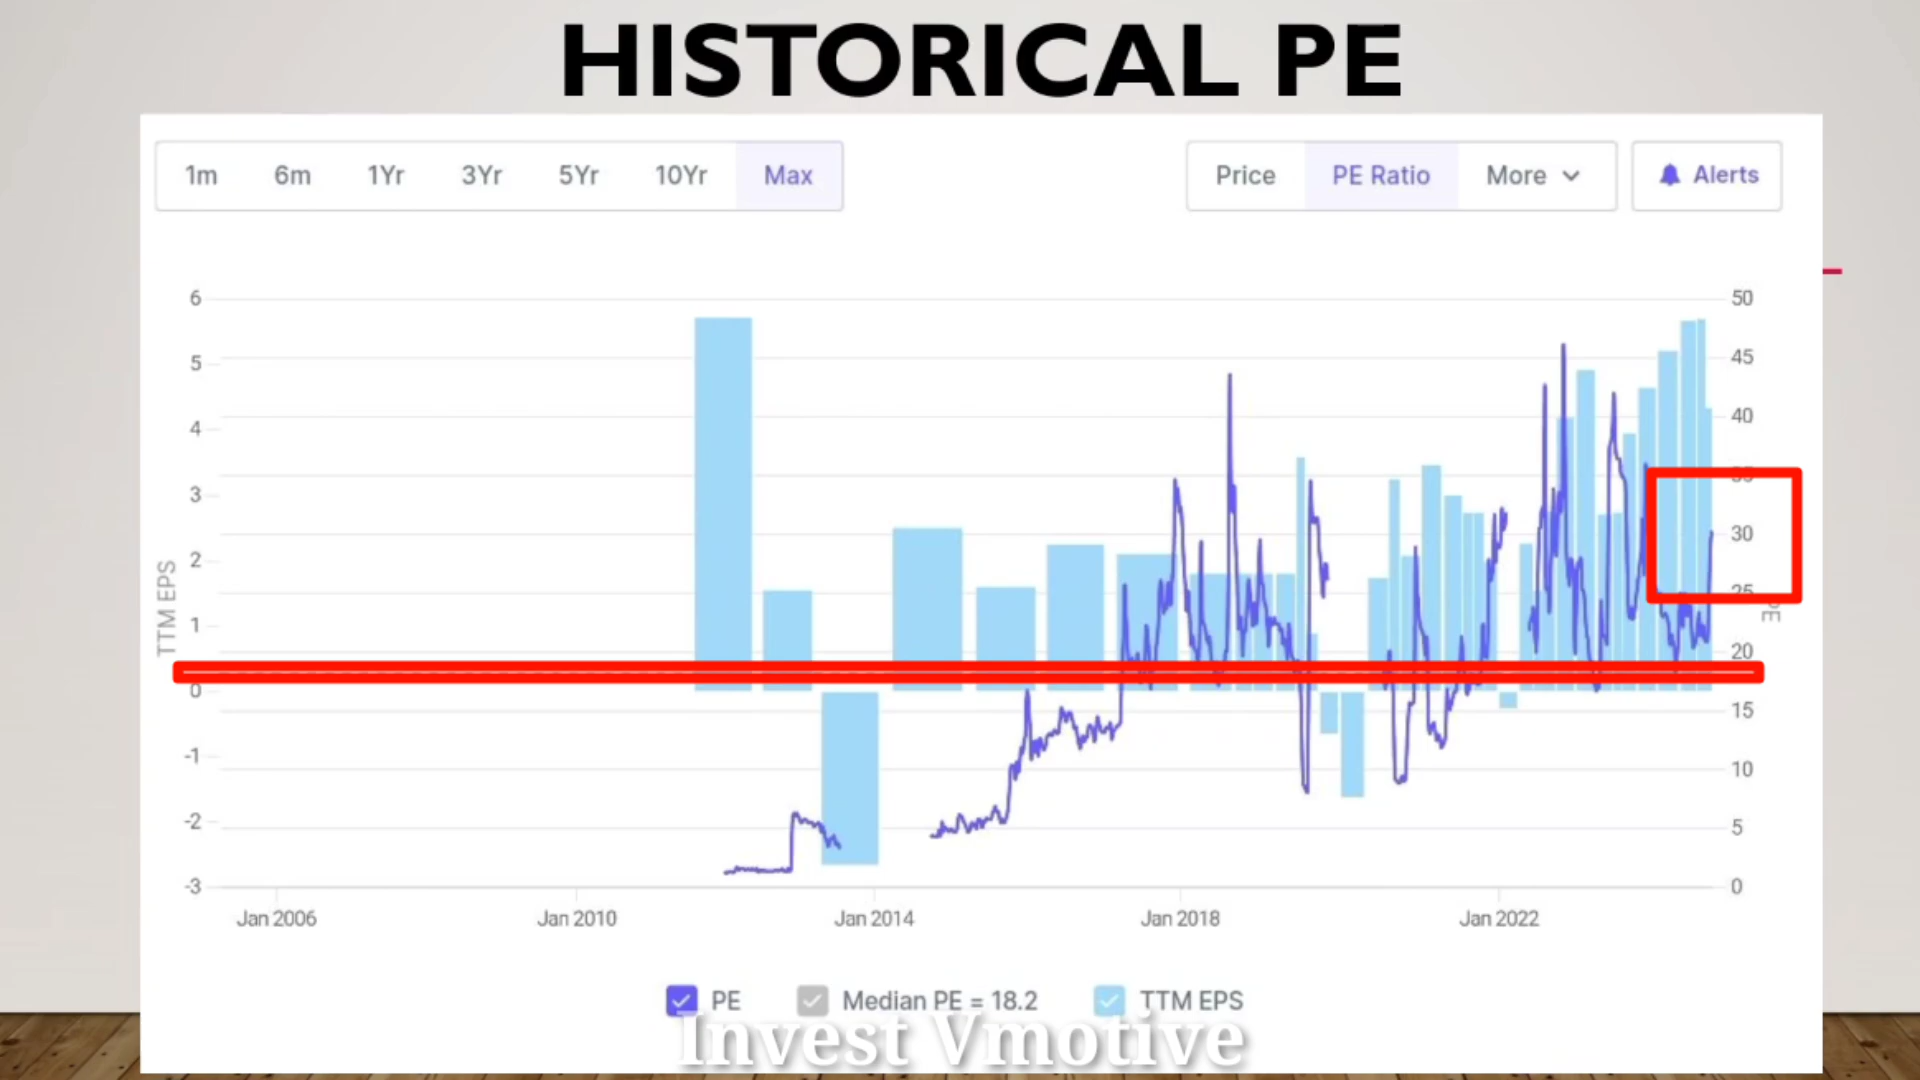 HISTORICAL PE
1m 6m 1Yr 3Yr 5Yr 10Yr Max
Price PE Ratio More Alerts
6 50
5 45
4 40
3
2 30
25
1 20
0 15
-1 10
-2 5
-3 0
TTM EPS
PE
Jan 2006 Jan 2010 Jan 2014 Jan 2018 Jan 2022
PE Median PE = 18.2 TTM EPS
Invest Vmotive